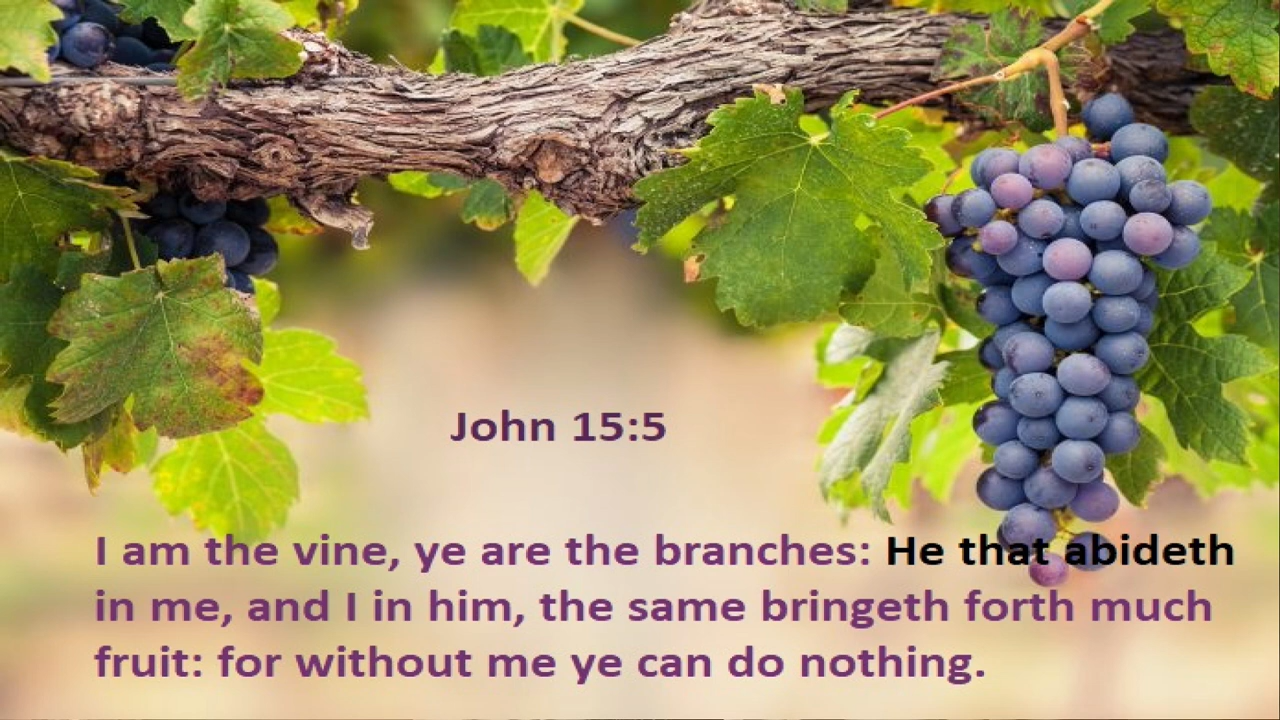 John 15:5
I am the vine, ye are the branches: He that abideth
in me, and I in him, the same bringeth forth much
fruit: for without me ye can do nothing.